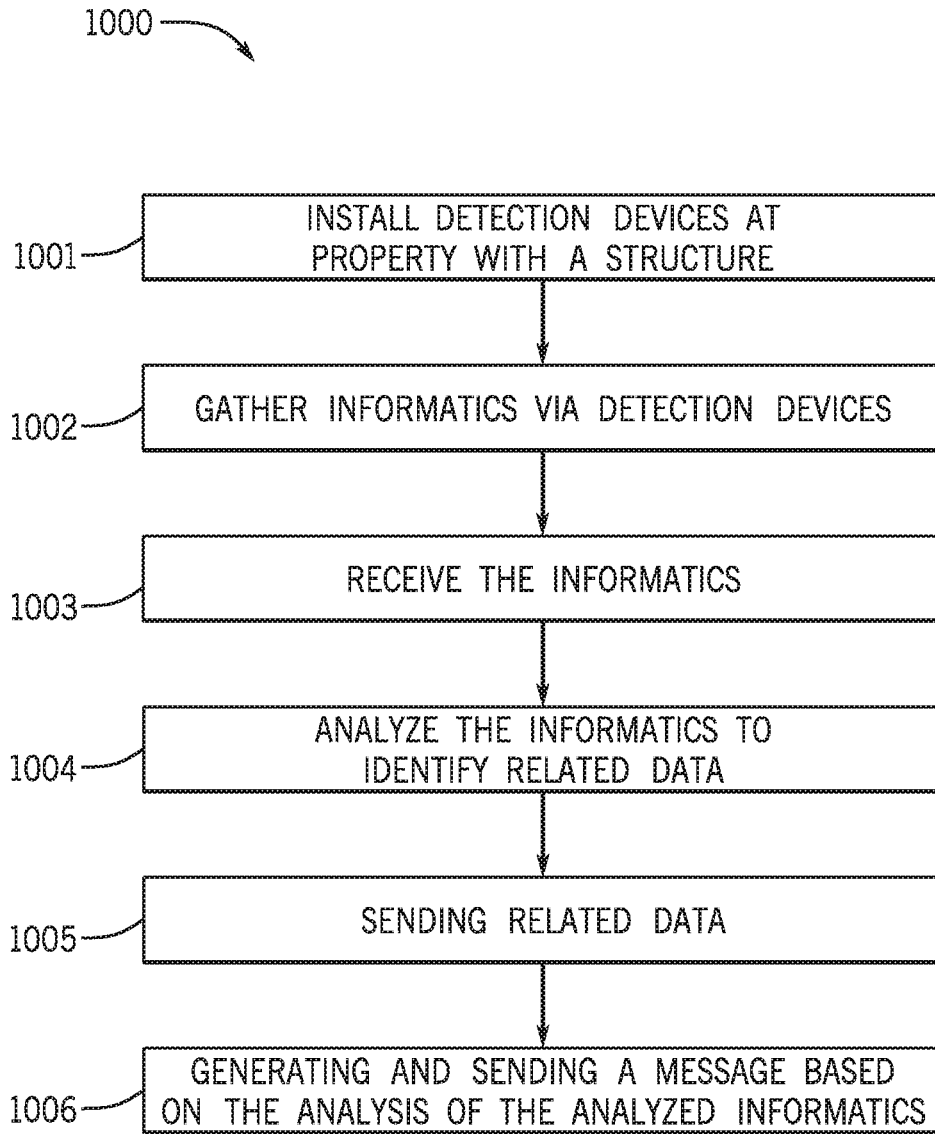 1000
INSTALL DETECTION DEVICES AT
PROPERTY WITH A STRUCTURE
1001
GATHER INFORMATICS VIA DETECTION DEVICES
1002
RECEIVE THE INFORMATICS
1003
ANALYZE THE INFORMATICS TO
IDENTIFY RELATED DATA
1004
SENDING RELATED DATA
1005
GENERATING AND SENDING A MESSAGE BASED
ON THE ANALYSIS OF THE ANALYZED INFORMATICS
1006